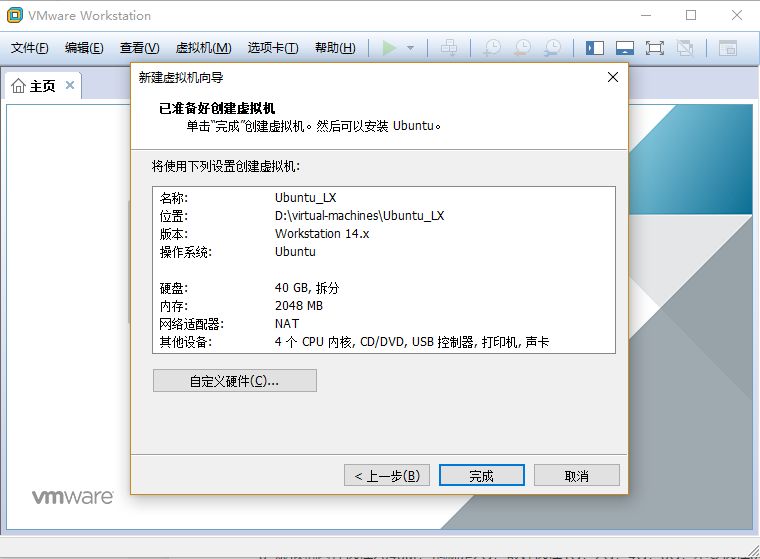 VMware Workstation
文件(F) 编辑(E) 查看(V) 虚拟机(M) 选项卡(T) 帮助(H)
主页
新建虚拟机向导
已准备好创建虚拟机
单击"完成"创建虚拟机。然后可以安装 Ubuntu。
将使用下列设置创建虚拟机:
名称: Ubuntu_LX
位置: D:\virtual-machines\Ubuntu_LX
版本: Workstation 14.x
操作系统: Ubuntu
硬盘: 40 GB, 拆分
内存: 2048 MB
网络适配器: NAT
其他设备: 4 个 CPU 内核, CD/DVD, USB 控制器, 打印机, 声卡
自定义硬件(C)...
< 上一步(B) 完成 取消
vmware